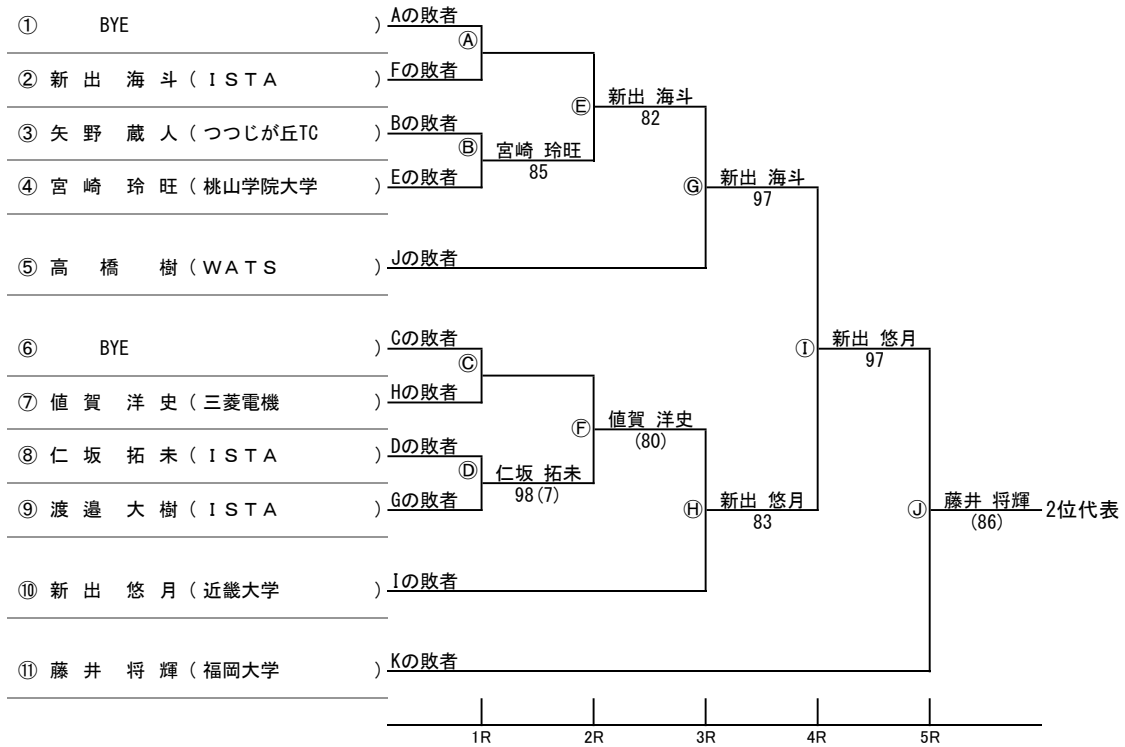 ① BYE ) Aの敗者
Ⓐ
② 新 出 海 斗 ( ＩＳＴＡ ) Fの敗者
Ⓔ 新出 海斗
82
③ 矢 野 蔵 人 ( つつじが丘TC ) Bの敗者
Ⓑ 宮崎 玲旺
85
④ 宮 崎 玲 旺 ( 桃山学院大学 ) Eの敗者
Ⓖ 新出 海斗
97
⑤ 高 橋 樹 ( ＷＡＴＳ ) Jの敗者
⑥ BYE ) Cの敗者
Ⓘ 新出 悠月
97
Ⓒ
⑦ 値 賀 洋 史 ( 三菱電機 ) Hの敗者
Ⓕ 値賀 洋史
(80)
⑧ 仁 坂 拓 未 ( ＩＳＴＡ ) Dの敗者
Ⓓ 仁坂 拓未
98(7)
⑨ 渡 邉 大 樹 ( ＩＳＴＡ ) Gの敗者
Ⓗ 新出 悠月
83
Ⓙ 藤井 将輝 2位代表
(86)
⑩ 新 出 悠 月 ( 近畿大学 ) Iの敗者
⑪ 藤 井 将 輝 ( 福岡大学 ) Kの敗者
1R 2R 3R 4R 5R